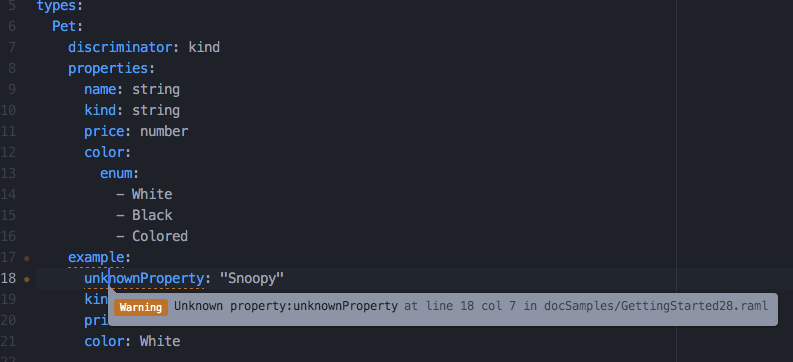 5 types:
6 Pet:
7 discriminator: kind
8 properties:
9 name: string
10 kind: string
11 price: number
12 color:
13 enum:
14 - White
15 - Black
16 - Colored
17 example:
18 unknownProperty: "Snoopy"
19 kin
Warning Unknown property:unknownProperty at line 18 col 7 in docSamples/GettingStarted28.raml
20 pri
21 color: White